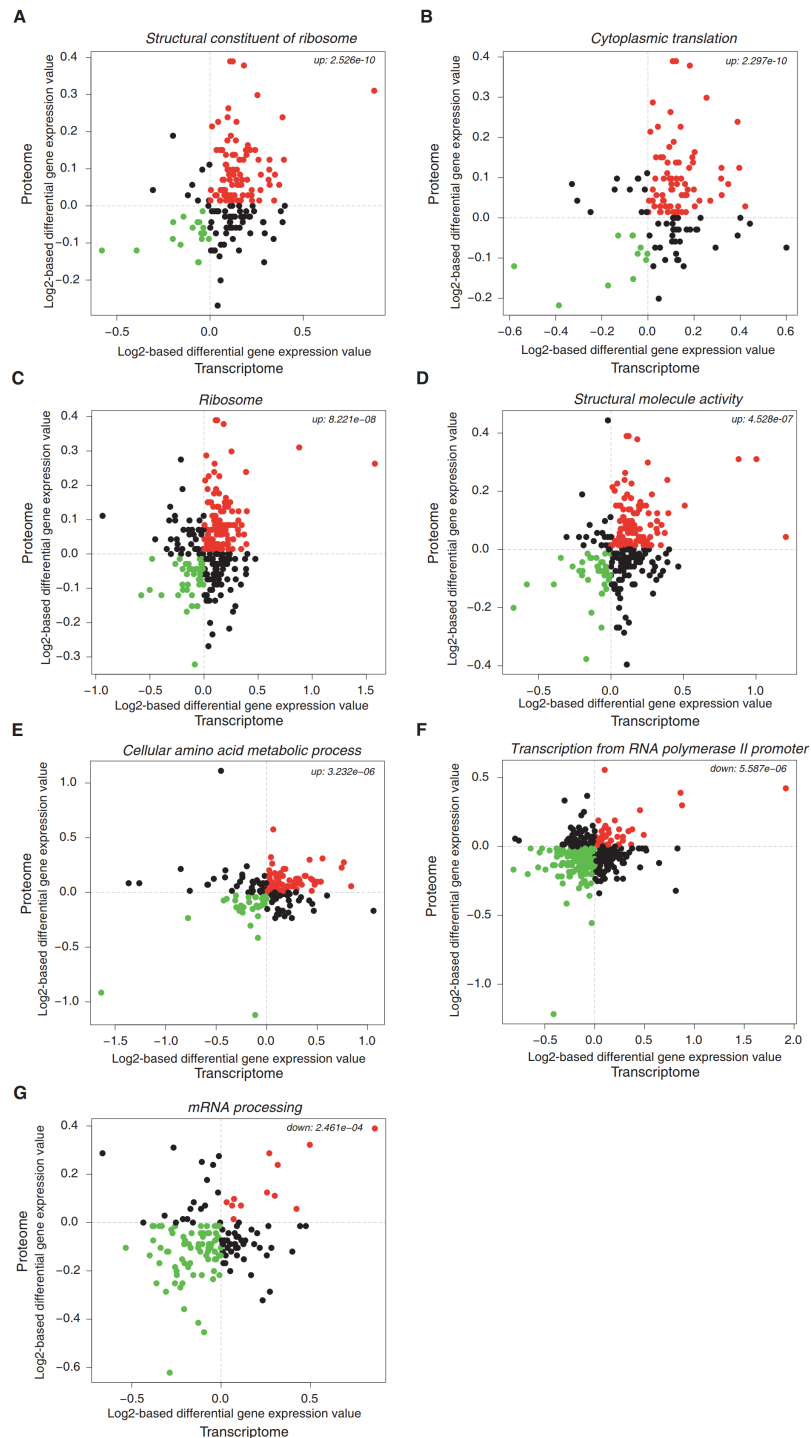 A
Structural constituent of ribosome
up: 2.526e-10
0.4
0.3
0.2
0.1
0.0
−0.1
−0.2
Proteome
Log2-based differential gene expression value
−0.5
0.0
0.5
Log2-based differential gene expression value
Transcriptome
B
Cytoplasmic translation
up: 2.297e-10
0.4
0.3
0.2
0.1
0.0
−0.1
−0.2
Proteome
Log2-based differential gene expression value
−0.6
−0.4
−0.2
0.0
0.2
0.4
0.6
Log2-based differential gene expression value
Transcriptome
C
Ribosome
up: 8.221e−08
0.4
0.3
0.2
0.1
0.0
−0.1
−0.2
−0.3
Proteome
Log2-based differential gene expression value
−1.0
−0.5
0.0
0.5
1.0
1.5
Log2-based differential gene expression value
Transcriptome
D
Structural molecule activity
up: 4.528e-07
0.4
0.2
0.0
−0.2
−0.4
Proteome
Log2-based differential gene expression value
−0.5
0.0
0.5
1.0
Log2-based differential gene expression value
Transcriptome
E
Cellular amino acid metabolic process
up: 3.232e−06
1.0
0.5
0.0
−0.5
−1.0
Proteome
Log2-based differential gene expression value
−1.5
−1.0
−0.5
0.0
0.5
1.0
Log2-based differential gene expression value
Transcriptome
F
Transcription from RNA polymerase II promoter
down: 5.587e−06
0.5
0.0
−0.5
−1.0
Proteome
Log2-based differential gene expression value
−0.5
0.0
0.5
1.0
1.5
2.0
Log2-based differential gene expression value
Transcriptome
G
mRNA processing
down: 2.461e−04
0.4
0.2
0.0
−0.2
−0.4
−0.6
Proteome
Log2-based differential gene expression value
−0.5
0.0
0.5
Log2-based differential gene expression value
Transcriptome